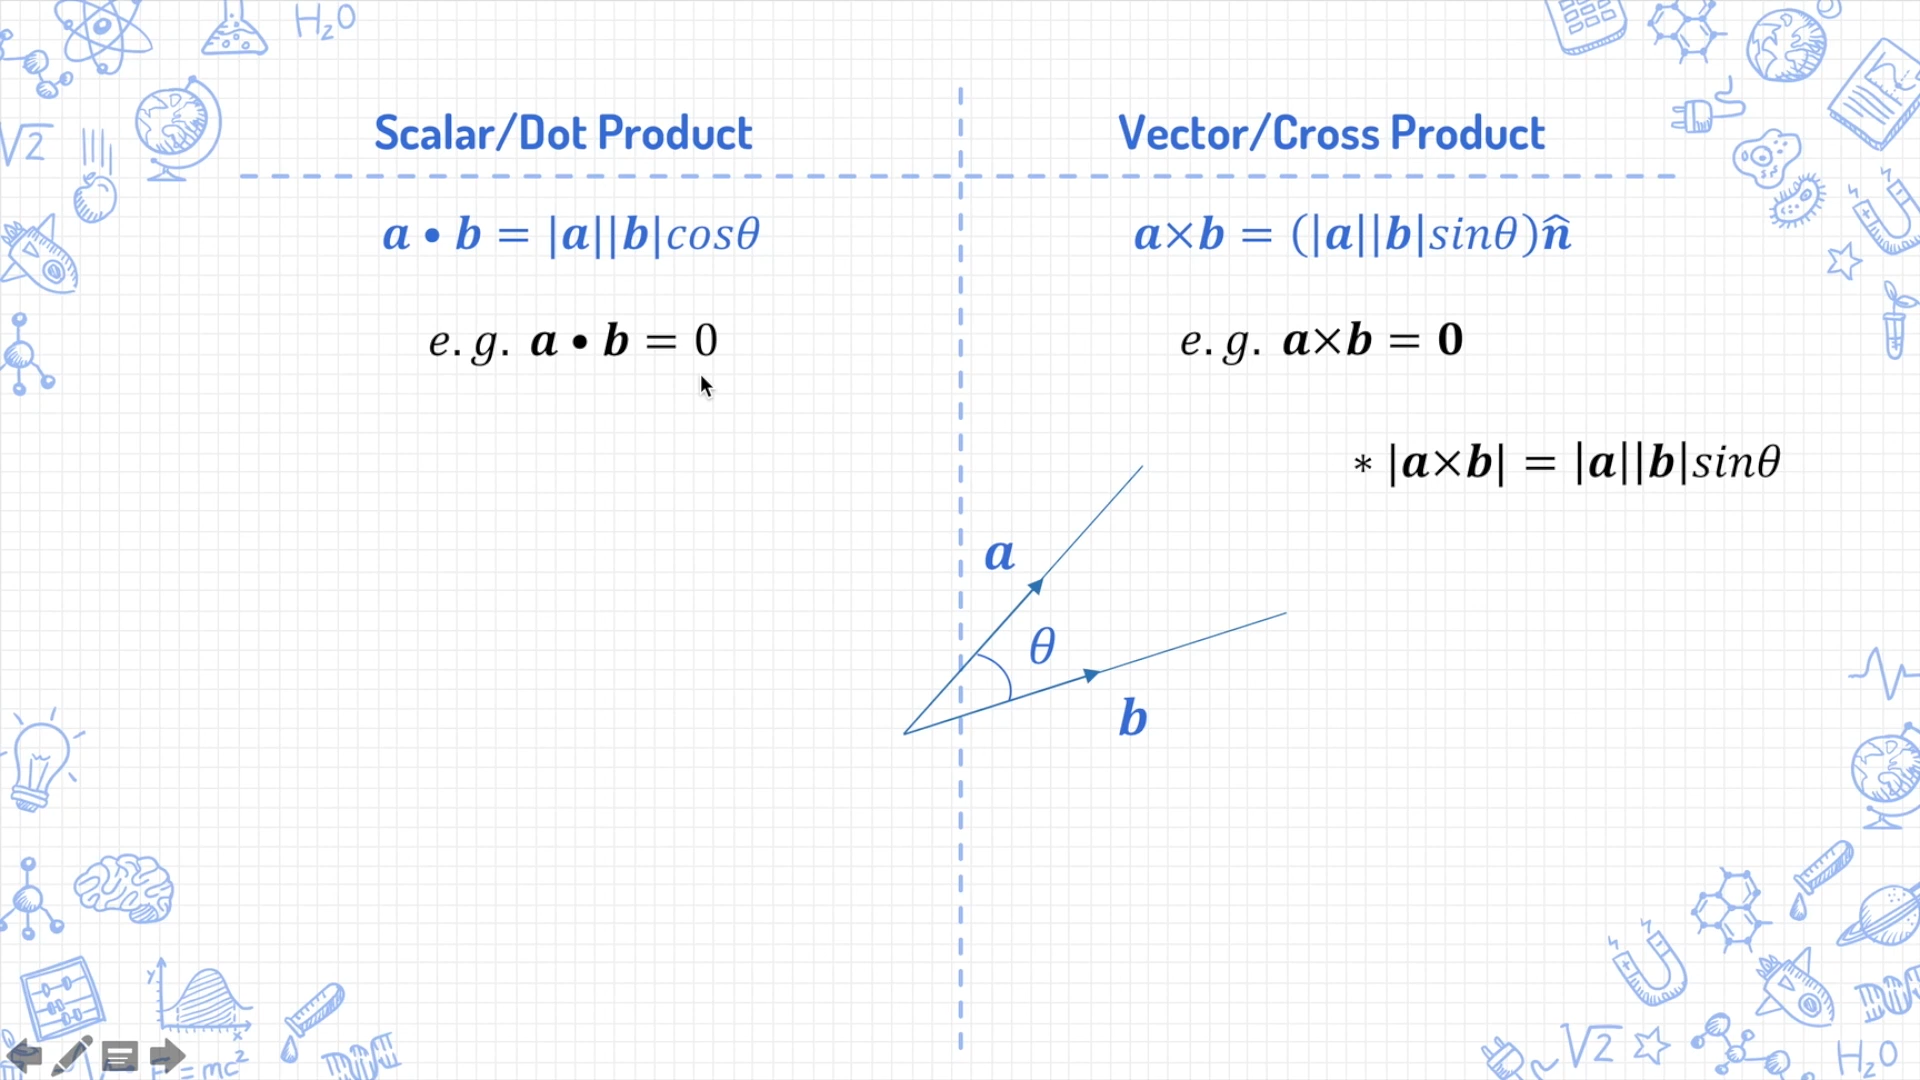 H₂O
Scalar/Dot Product
Vector/Cross Product
√2
a • b = |a||b|cosθ
a×b = (|a||b|sinθ)n̂
e.g. a • b = 0
e.g. a×b = 0
* |a×b| = |a||b|sinθ
a
θ
b
y
x
E=mc²
√2
H₂O